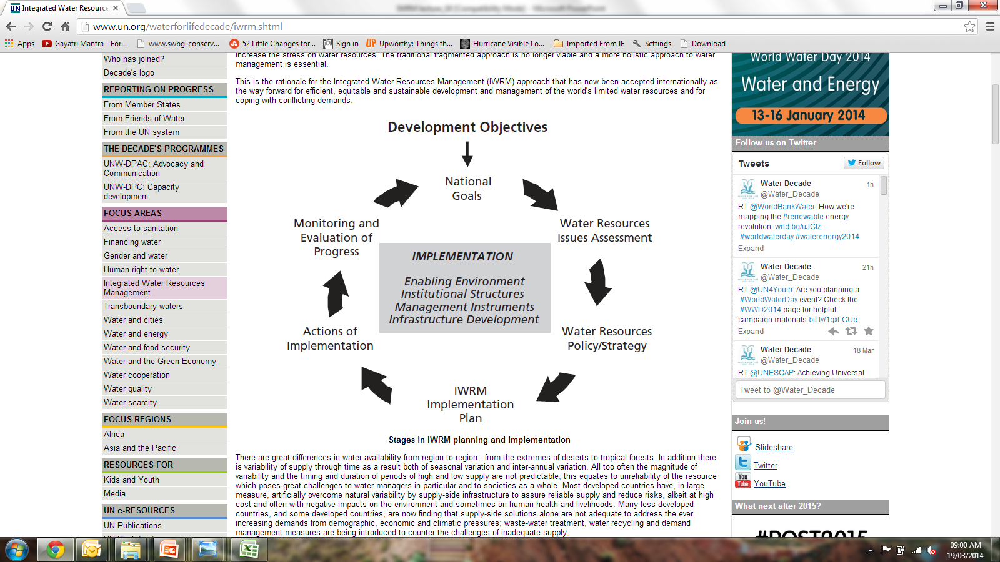 UN Integrated Water Resource
www.un.org/waterforlifedecade/iwrm.shtml
Apps
Gayatri Mantra - For...
www.swbg-conserv...
52 Little Changes for...
Sign in
Upworthy: Things th...
Hurricane Visible Lo...
Imported From IE
Settings
Download
Who has joined?
Decade's logo
REPORTING ON PROGRESS
From Member States
From Friends of Water
From the UN system
THE DECADE'S PROGRAMMES
UNW-DPAC: Advocacy and
Communication
UNW-DPC: Capacity
development
FOCUS AREAS
Access to sanitation
Financing water
Gender and water
Human right to water
Integrated Water Resources
Management
Transboundary waters
Water and cities
Water and energy
Water and food security
Water and the Green Economy
Water cooperation
Water quality
Water scarcity
FOCUS REGIONS
Africa
Asia and the Pacific
RESOURCES FOR
Kids and Youth
Media
UN e-RESOURCES
UN Publications
increase the stress on water resources. The traditional fragmented approach is no longer viable and a more holistic approach to water
management is essential.
This is the rationale for the Integrated Water Resources Management (IWRM) approach that has now been accepted internationally as
the way forward for efficient, equitable and sustainable development and management of the world's limited water resources and for
coping with conflicting demands.
Development Objectives
National
Goals
Water Resources
Issues Assessment
Water Resources
Policy/Strategy
IWRM
Implementation
Plan
Actions of
Implementation
Monitoring and
Evaluation of
Progress
IMPLEMENTATION
Enabling Environment
Institutional Structures
Management Instruments
Infrastructure Development
Stages in IWRM planning and implementation
There are great differences in water availability from region to region - from the extremes of deserts to tropical forests. In addition there
is variability of supply through time as a result both of seasonal variation and inter-annual variation. All too often the magnitude of
variability and the timing and duration of periods of high and low supply are not predictable; this equates to unreliability of the resource
which poses great challenges to water managers in particular and to societies as a whole. Most developed countries have, in large
measure, artificially overcome natural variability by supply-side infrastructure to assure reliable supply and reduce risks, albeit at high
cost and often with negative impacts on the environment and sometimes on human health and livelihoods. Many less developed
countries, and some developed countries, are now finding that supply-side solutions alone are not adequate to address the ever
increasing demands from demographic, economic and climatic pressures; waste-water treatment, water recycling and demand
management measures are being introduced to counter the challenges of inadequate supply.
World Water Day 2014
Water and Energy
13-16 January 2014
Follow us on Twitter
Tweets
Follow
Water Decade 4h
@Water_Decade
RT @WorldBankWater: How we're
mapping the #renewable energy
revolution: wrld.bg/uJCfz
#worldwaterday #waterenergy2014
Expand
Water Decade 21h
@Water_Decade
RT @UN4Youth: Are you planning a
#WorldWaterDay event? Check the
#WWD2014 page for helpful
campaign materials bit.ly/1gxLCUe
Expand
Water Decade 18 Mar
@Water_Decade
RT @UNESCAP: Achieving Universal
Tweet to @Water_Decade
Join us!
Slideshare
Twitter
You
Tube
YouTube
What next after 2015?
#POST2015
09:00 AM
19/03/2014